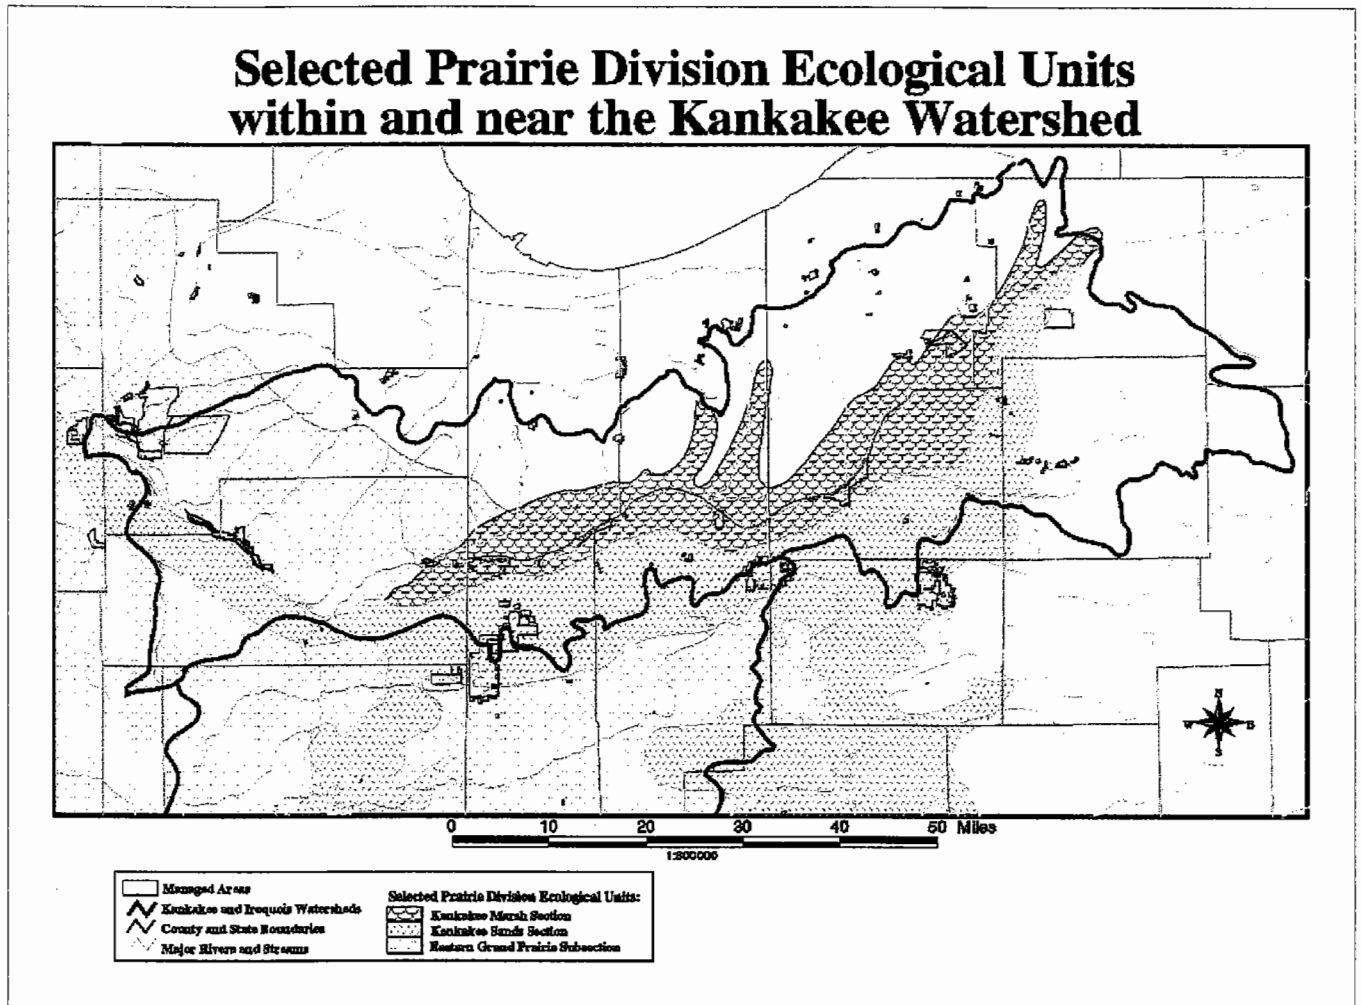 Selected Prairie Division Ecological Units
within and near the Kankakee Watershed
N
W E
S
0 10 20 30 40 50 Miles
1:800000
Managed Areas
Kankakee and Iroquois Watersheds
County and State Boundaries
Major Rivers and Streams
Selected Prairie Division Ecological Units:
Kankakee Marsh Section
Kankakee Sands Section
Eastern Grand Prairie Subsection